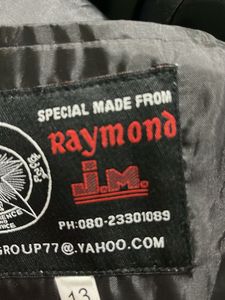 SPECIAL MADE FROM
Raymond
J.M.
PH:080-23301089
GROUP77@YAHOO.COM
13